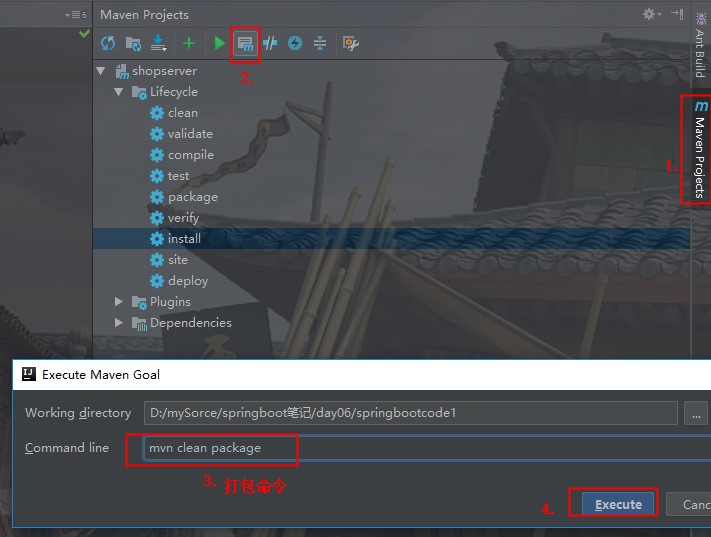 6
Maven Projects
2.
Ant Build
1.
Maven Projects
shopserver
Lifecycle
clean
validate
compile
test
package
verify
install
site
deploy
Plugins
Dependencies
Execute Maven Goal
Working directory D:/mySorce/springboot笔记/day06/springbootcode1 ...
Command line mvn clean package
3. 打包命令
4. Execute Canc